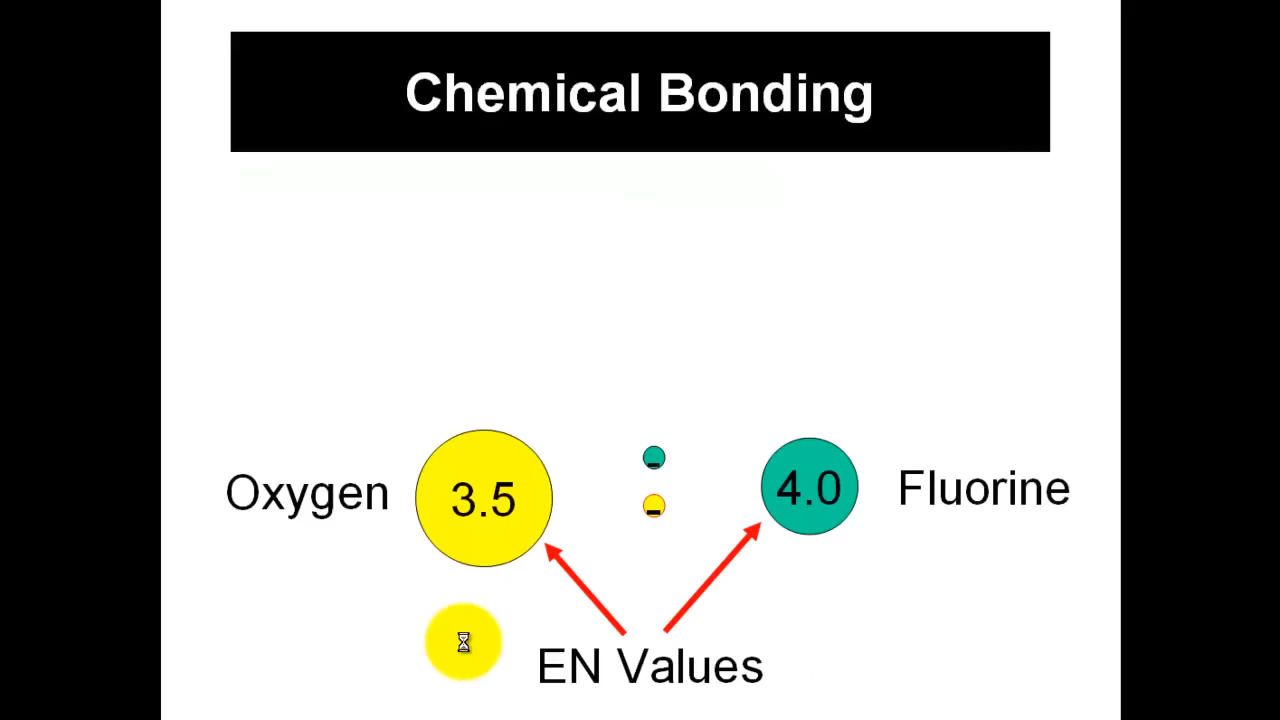 Chemical Bonding
Oxygen 3.5 - 4.0 Fluorine
-
EN Values